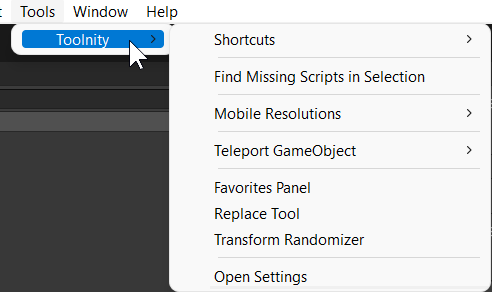 Tools Window Help
Toolnity
Shortcuts
Find Missing Scripts in Selection
Mobile Resolutions
Teleport GameObject
Favorites Panel
Replace Tool
Transform Randomizer
Open Settings